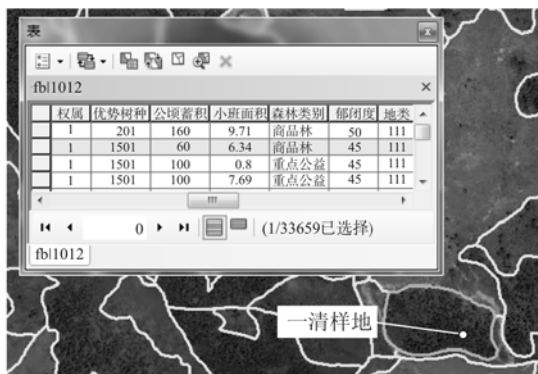 表
fbl1012
权属 优势树种 公顷蓄积 小班面积 森林类别 郁闭度 地类
1 201 160 9.71 商品林 50 111
1 1501 60 6.34 商品林 45 111
1 1501 100 0.8 重点公益 45 111
1 1501 100 7.69 重点公益 45 111
0 (1/33659已选择)
fbl1012
一清样地